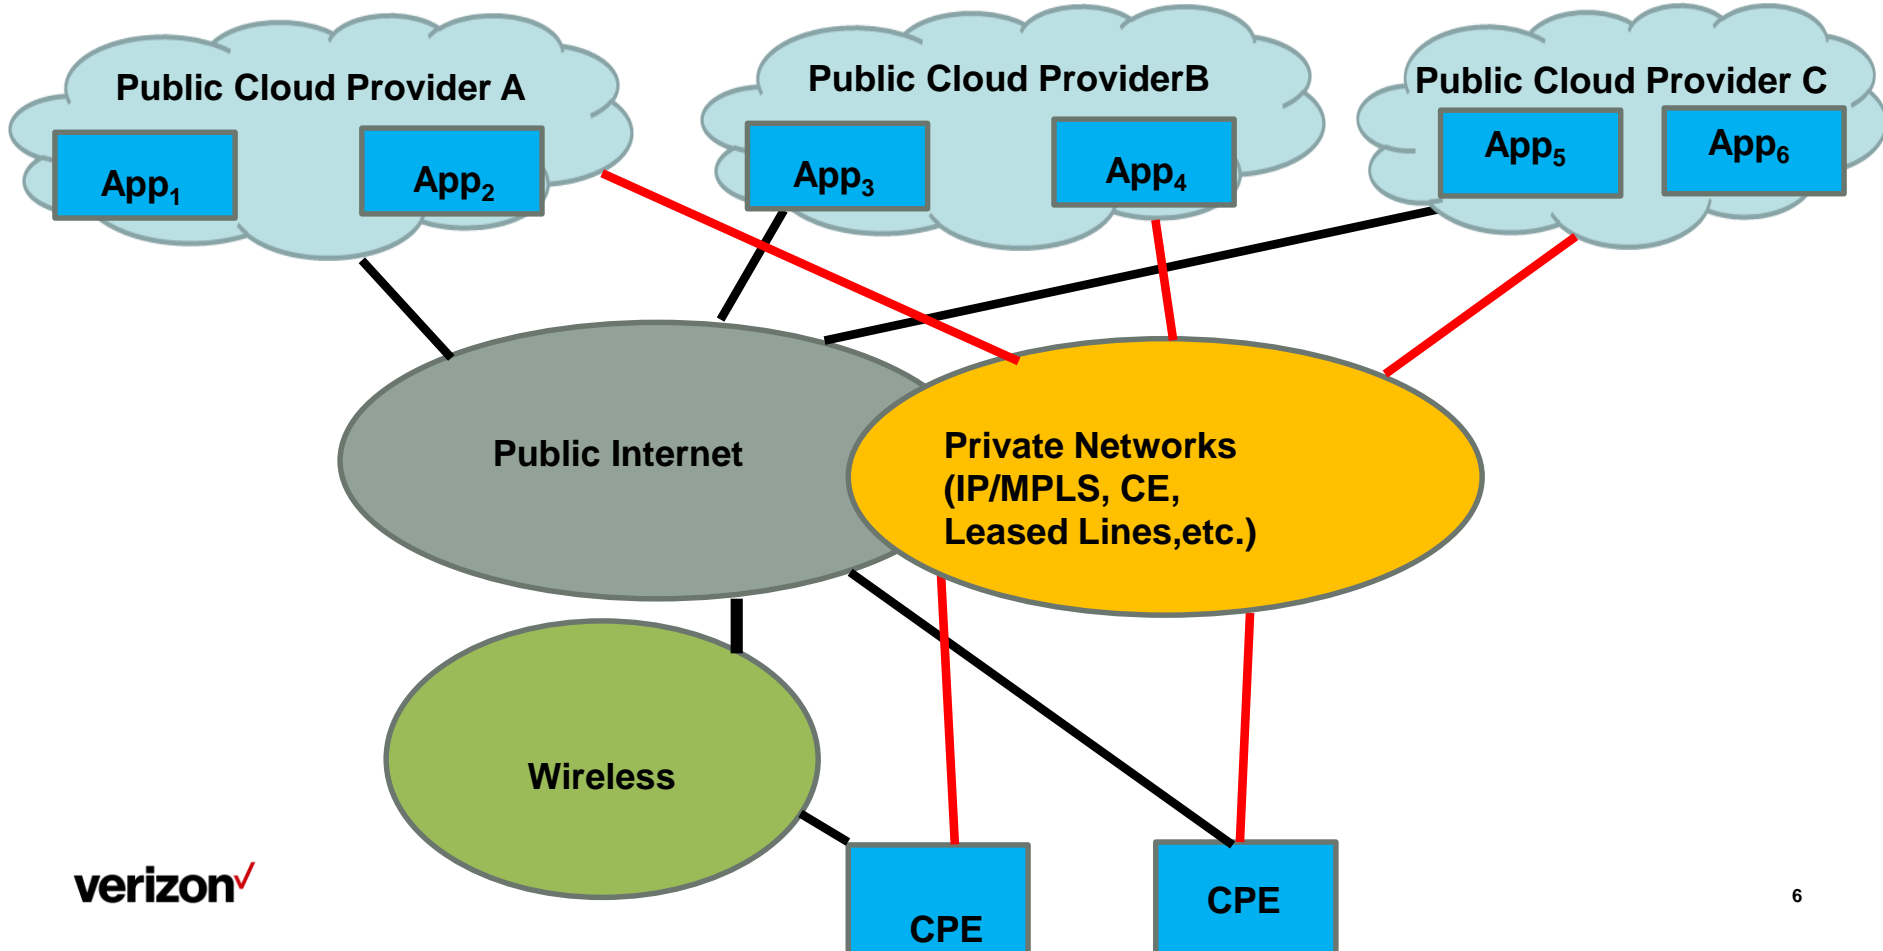 Public Cloud Provider A
Public Cloud ProviderB
Public Cloud Provider C
App1
App2
App3
App4
App5
App6
Public Internet
Private Networks
(IP/MPLS, CE,
Leased Lines,etc.)
Wireless
CPE
CPE
verizon✓
6